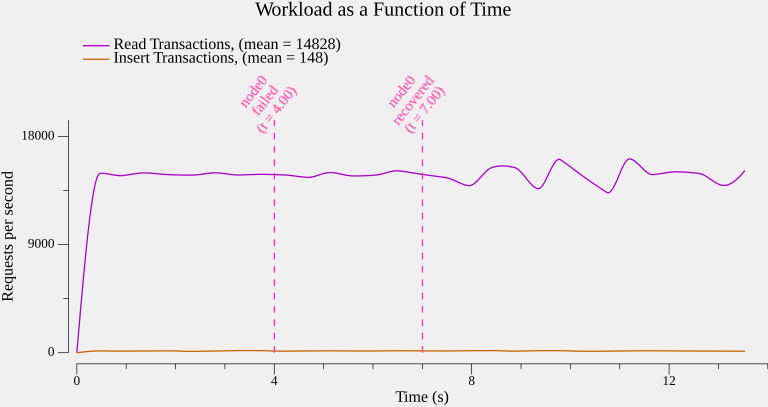 Workload as a Function of Time
Read Transactions, (mean = 14828)
Insert Transactions, (mean = 148)
node0
failed
(t = 4.00)
node0
recovered
(t = 7.00)
18000
9000
0
Requests per second
0
4
8
12
Time (s)